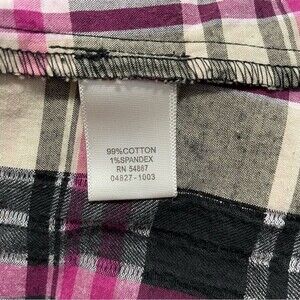 99%COTTON
1%SPANDEX
RN 54867
04827-1003